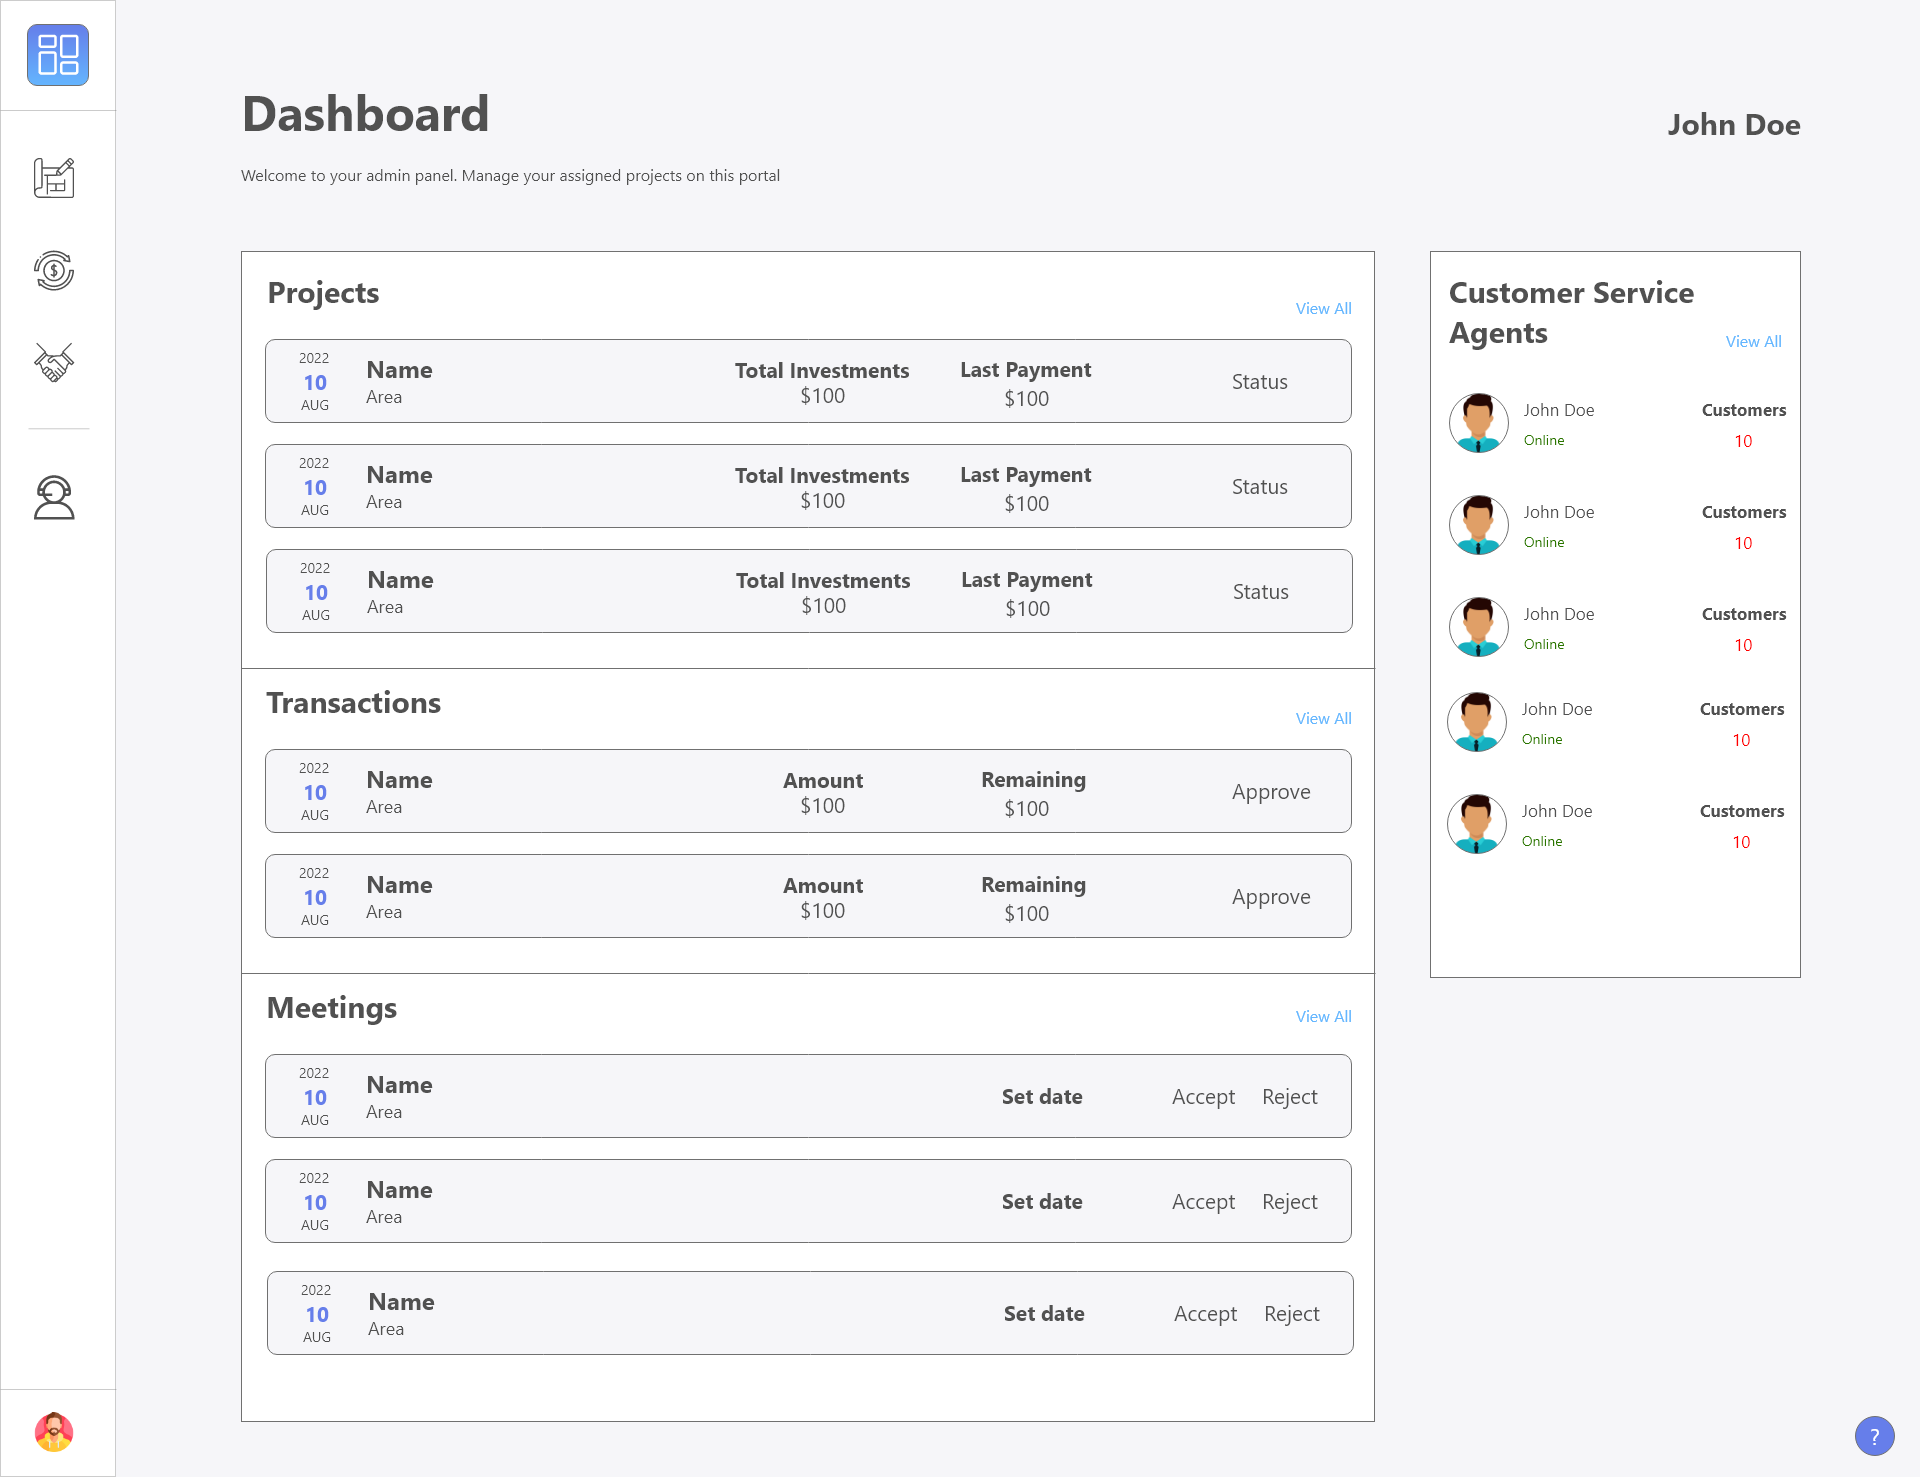 Dashboard
John Doe
Welcome to your admin panel. Manage your assigned projects on this portal
Projects
View All
2022
10
AUG
Name
Area
Total Investments
$100
Last Payment
$100
Status
2022
10
AUG
Name
Area
Total Investments
$100
Last Payment
$100
Status
2022
10
AUG
Name
Area
Total Investments
$100
Last Payment
$100
Status
Transactions
View All
2022
10
AUG
Name
Area
Amount
$100
Remaining
$100
Approve
2022
10
AUG
Name
Area
Amount
$100
Remaining
$100
Approve
Meetings
View All
2022
10
AUG
Name
Area
Set date
Accept
Reject
2022
10
AUG
Name
Area
Set date
Accept
Reject
2022
10
AUG
Name
Area
Set date
Accept
Reject
Customer Service
Agents
View All
John Doe
Online
Customers
10
John Doe
Online
Customers
10
John Doe
Online
Customers
10
John Doe
Online
Customers
10
John Doe
Online
Customers
10
$
?